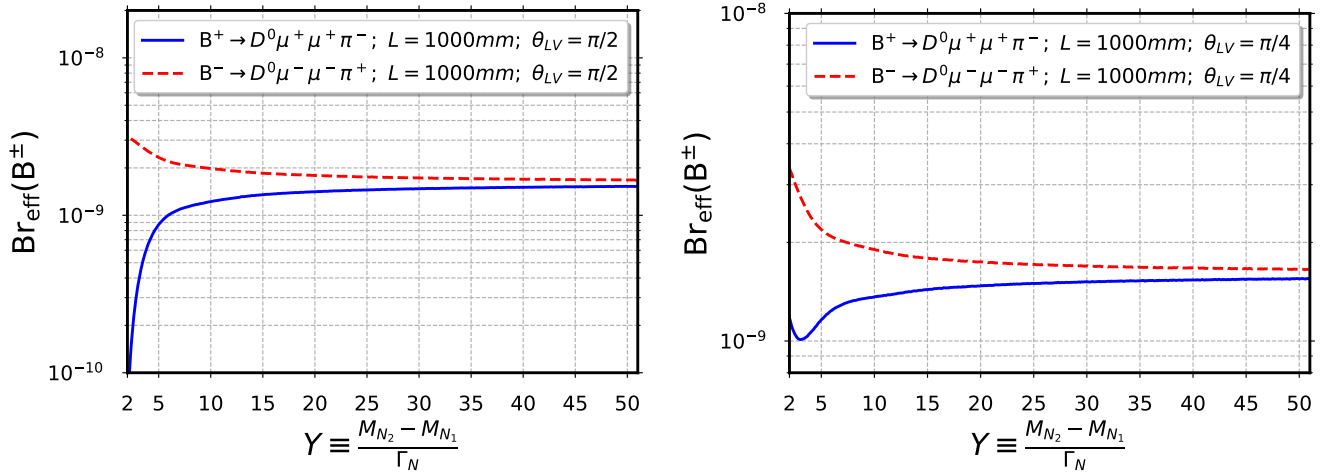 B⁺ → D⁰μ⁺μ⁺π⁻; L = 1000mm; θ_LV = π/2
B⁻ → D⁰μ⁻μ⁻π⁺; L = 1000mm; θ_LV = π/2
10⁻⁸
10⁻⁹
10⁻¹⁰
Br_eff(B^±)
2 5 10 15 20 25 30 35 40 45 50
Y ≡ (M_N₂ − M_N₁)/Γ_N
B⁺ → D⁰μ⁺μ⁺π⁻; L = 1000mm; θ_LV = π/4
B⁻ → D⁰μ⁻μ⁻π⁺; L = 1000mm; θ_LV = π/4
10⁻⁸
10⁻⁹
Br_eff(B^±)
2 5 10 15 20 25 30 35 40 45 50
Y ≡ (M_N₂ − M_N₁)/Γ_N